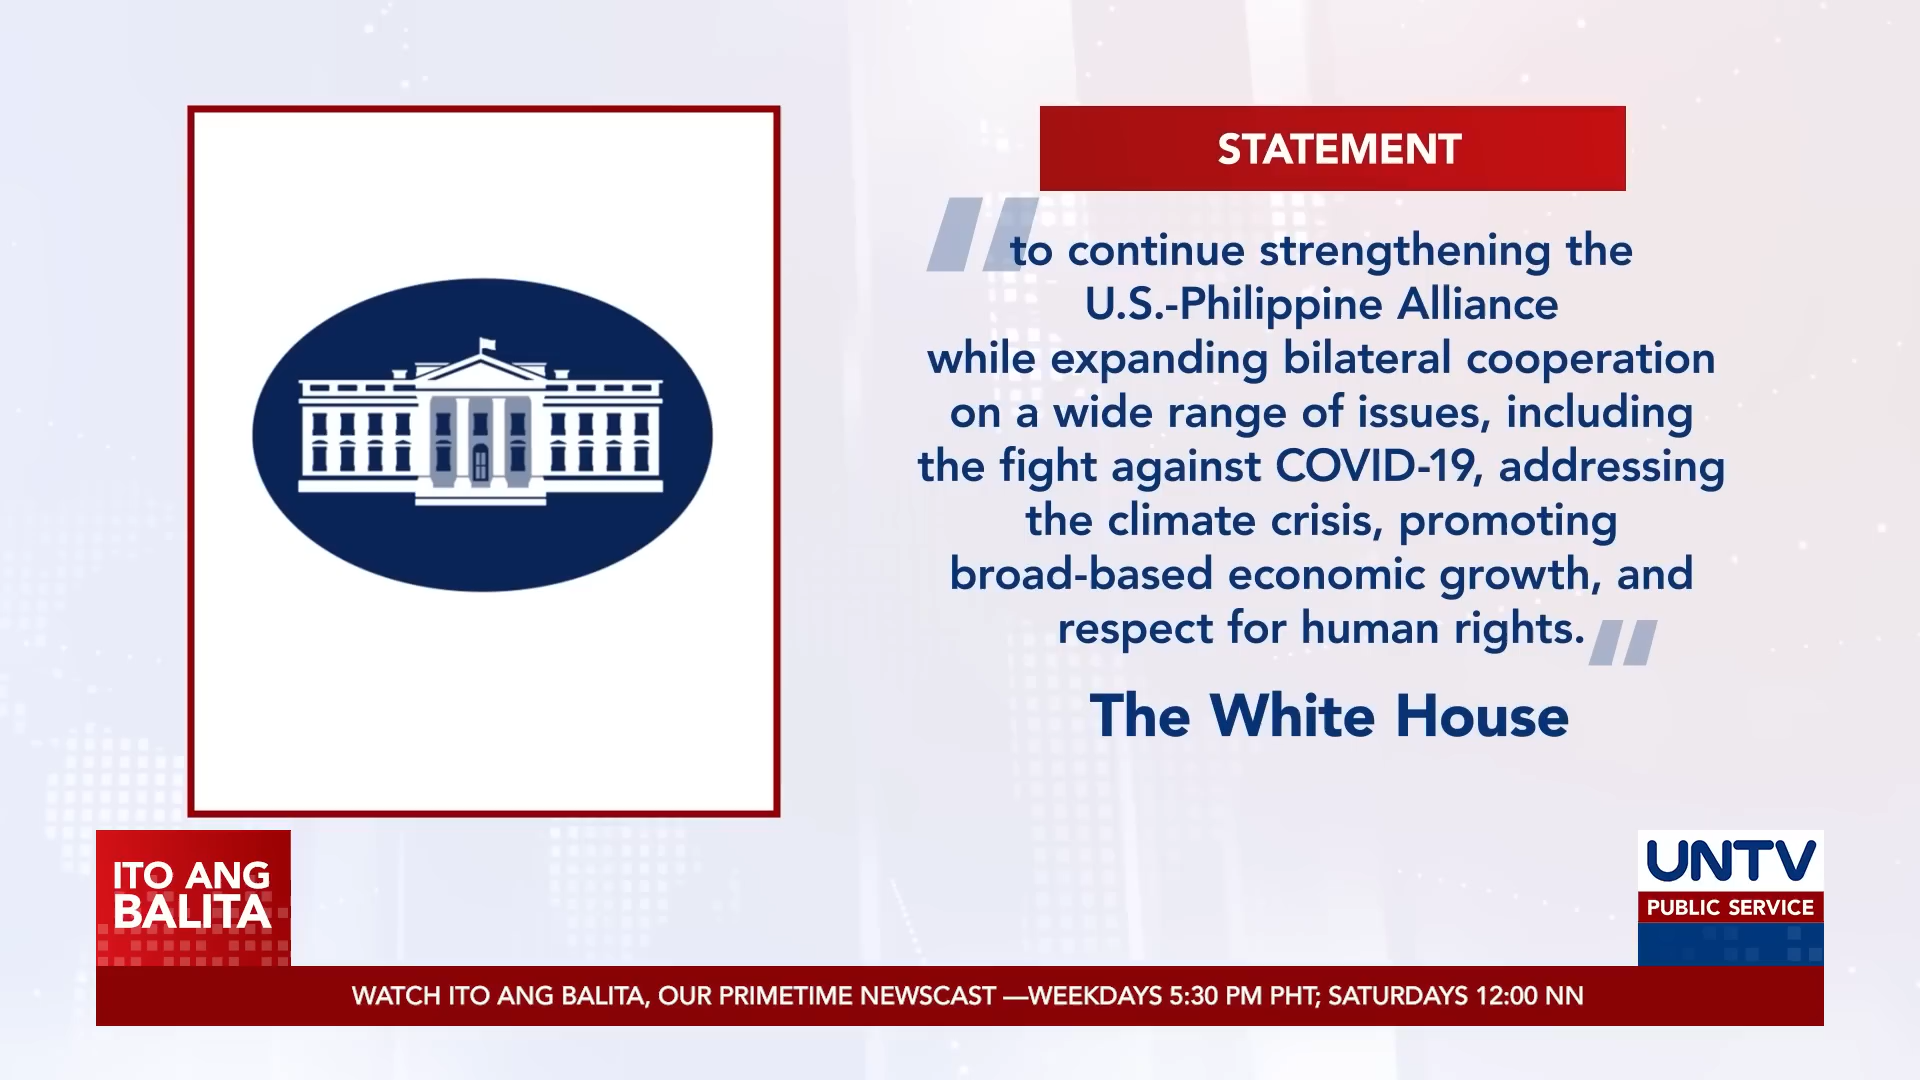 STATEMENT
to continue strengthening the
U.S.-Philippine Alliance
while expanding bilateral cooperation
on a wide range of issues, including
the fight against COVID-19, addressing
the climate crisis, promoting
broad-based economic growth, and
respect for human rights.
The White House
ITO ANG
BALITA
UNTV
PUBLIC SERVICE
WATCH ITO ANG BALITA, OUR PRIMETIME NEWSCAST —WEEKDAYS 5:30 PM PHT; SATURDAYS 12:00 NN